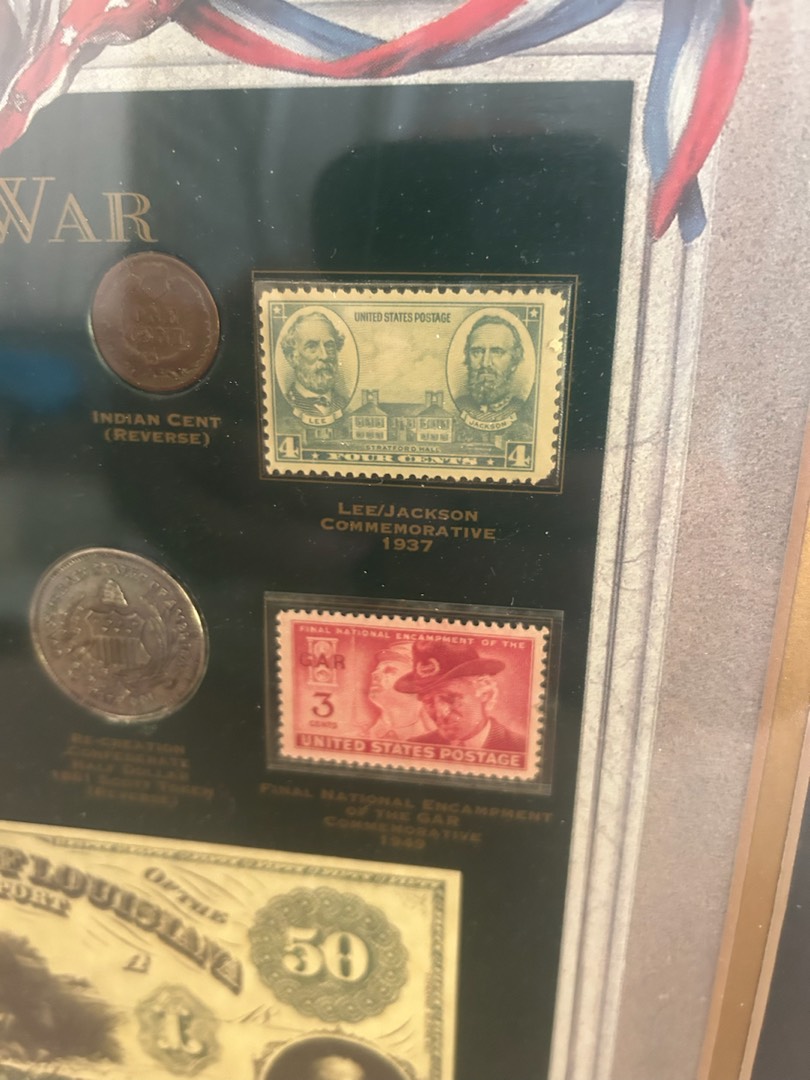 WAR
ONE
CENT
INDIAN CENT
(REVERSE)
UNITED STATES POSTAGE
LEE
JACKSON
STRATFORD HALL
4 FOUR CENTS 4
LEE/JACKSON
COMMEMORATIVE
1937
RE-CREATION
CONFEDERATE
HALF DOLLAR
FINAL NATIONAL ENCAMPMENT OF THE
GAR
3
CENTS
UNITED STATES POSTAGE
FINAL NATIONAL ENCAMPMENT
OF THE GAR
COMMEMORATIVE
1949
OF THE
LOUISIANA
PORT
50